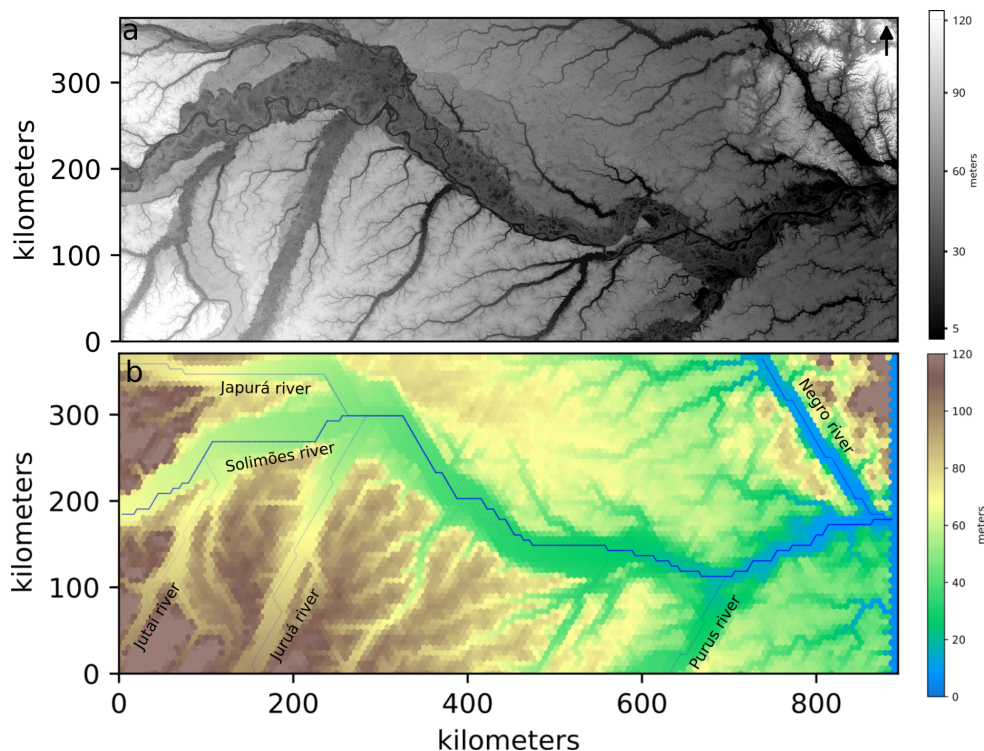 a
300
200
100
0
kilometers
120
90
60
30
5
meters
b
Japurá river
Solimões river
Negro river
Jutaí river
Juruá river
Purus river
300
200
100
0
kilometers
0
200
400
600
800
kilometers
120
100
80
60
40
20
0
meters